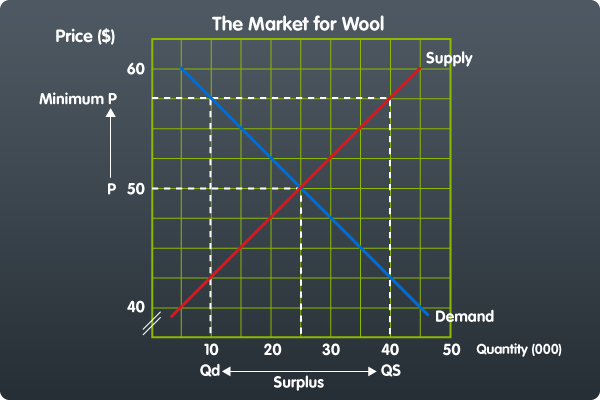 The Market for Wool
Price ($)
Supply
60
Minimum P
P 50
40
Demand
10 20 30 40 50 Quantity (000)
Qd QS
Surplus